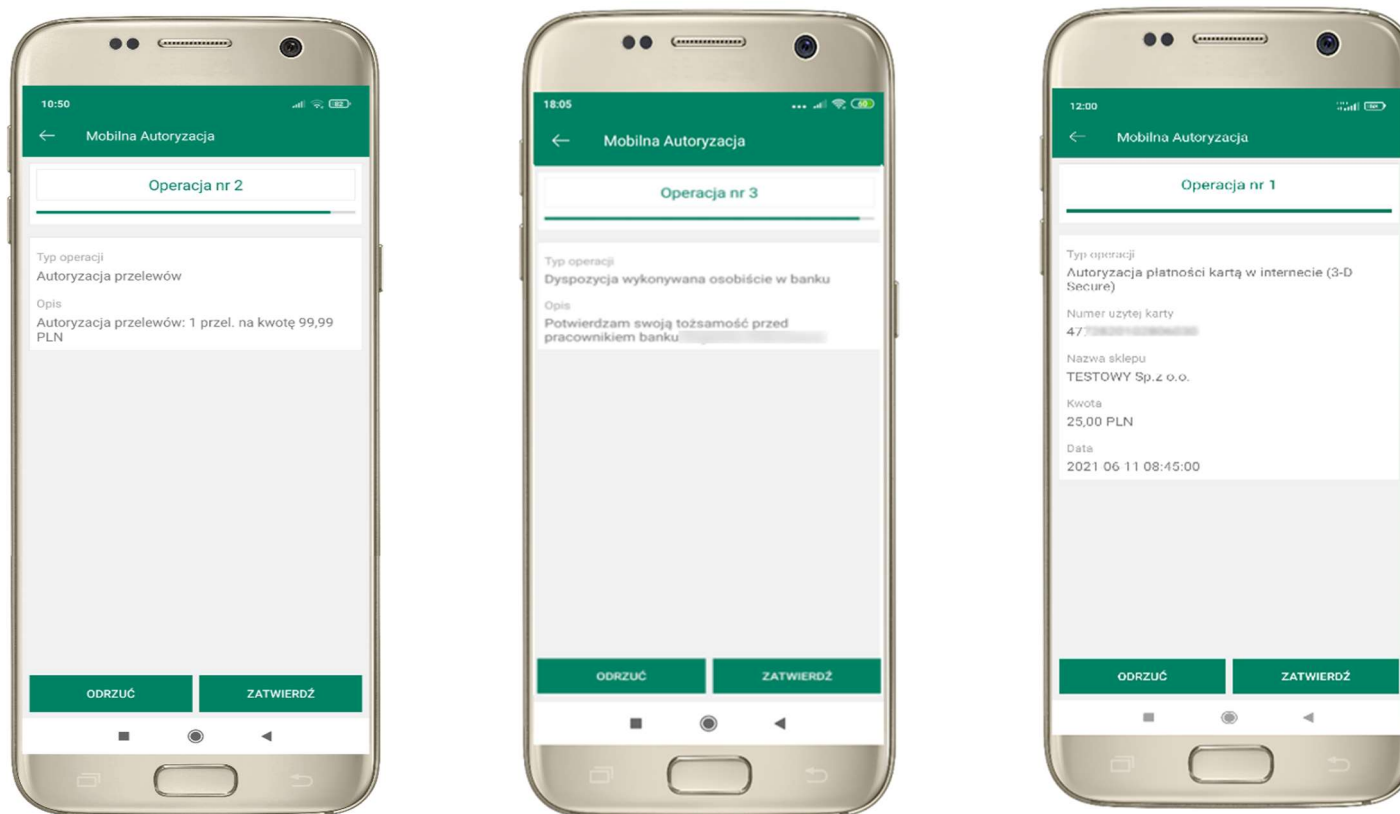 10:50
82
Mobilna Autoryzacja
Operacja nr 2
Typ operacji
Autoryzacja przelewów
Opis
Autoryzacja przelewów: 1 przel. na kwotę 99,99
PLN
ODRZUĆ
ZATWIERDŹ
18:05
60
Mobilna Autoryzacja
Operacja nr 3
Typ operacji
Dyspozycja wykonywana osobiście w banku
Opis
Potwierdzam swoją tożsamość przed
pracownikiem banku
ODRZUĆ
ZATWIERDŹ
12:00
Mobilna Autoryzacja
Operacja nr 1
Typ operacji
Autoryzacja płatności kartą w internecie (3-D
Secure)
Numer uzytej karty
47
Nazwa sklepu
TESTOWY Sp.z o.o.
Kwota
25,00 PLN
Data
2021 06 11 08:45:00
ODRZUĆ
ZATWIERDŹ